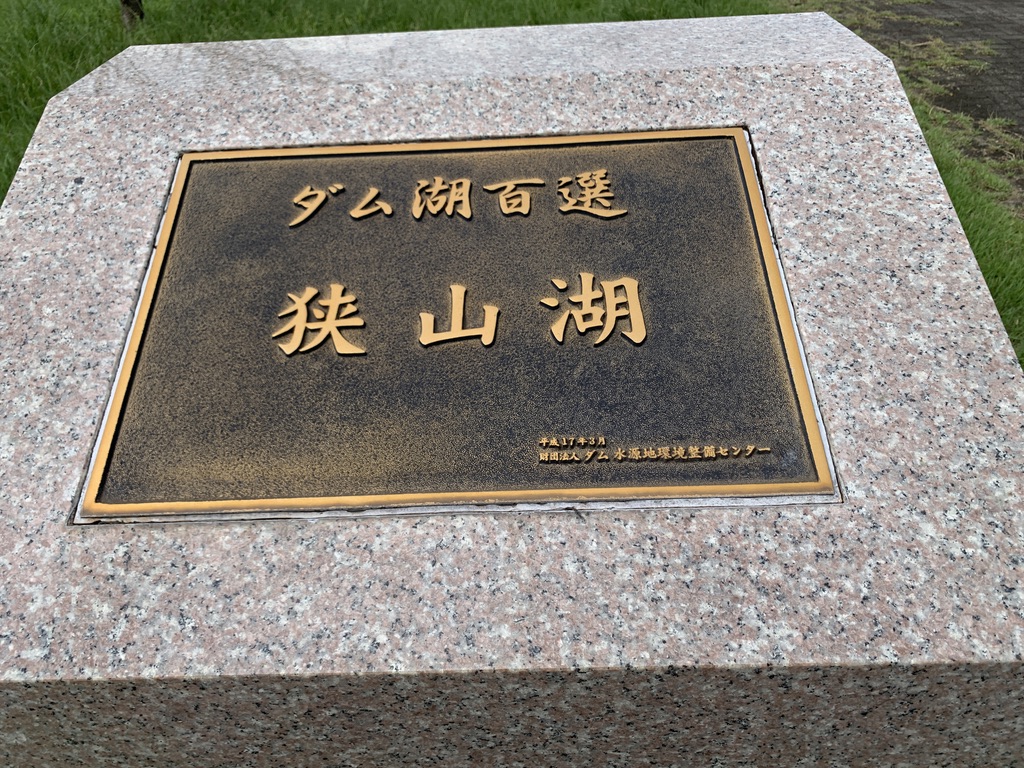 ダム湖百選
狭山湖
平成17年3月
財団法人 ダム水源地環境整備センター